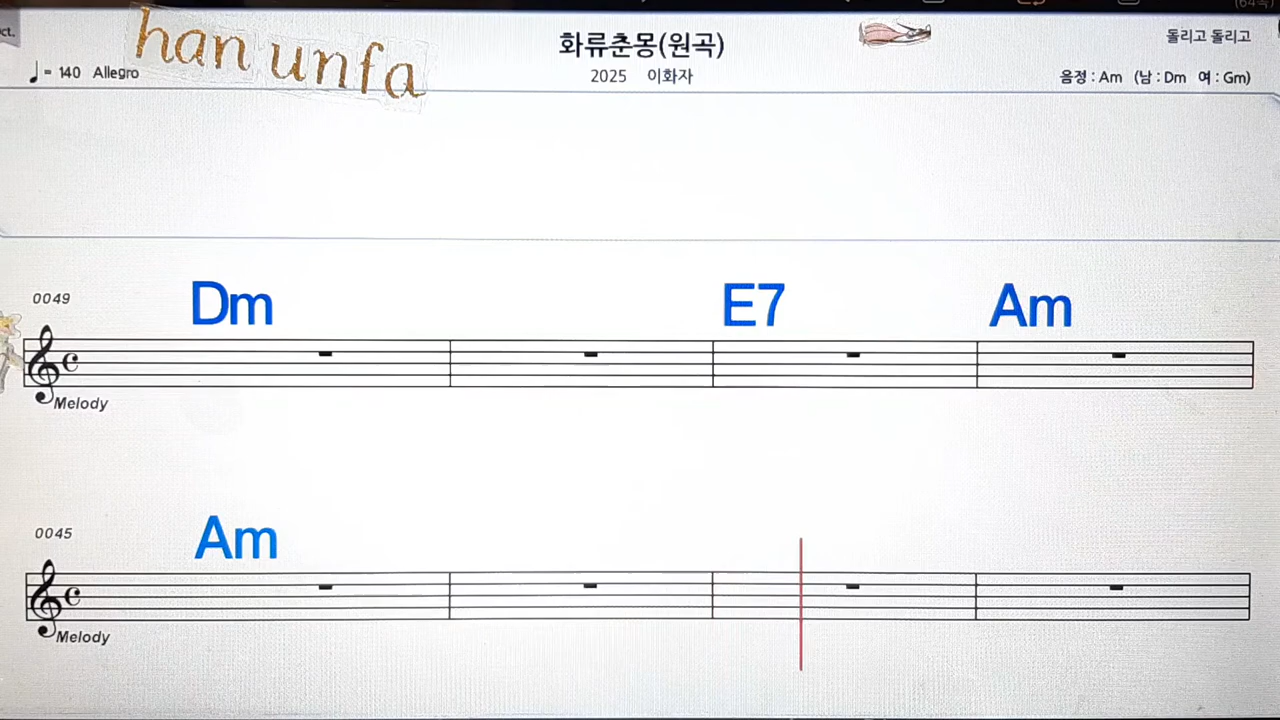 ct.
han unfa
화류춘몽(원곡)
돌리고 돌리고
♩= 140 Allegro
2025 이화자
음정 : Am (남 : Dm 여 : Gm)
0049
Dm
E7
Am
Melody
0045
Am
Melody